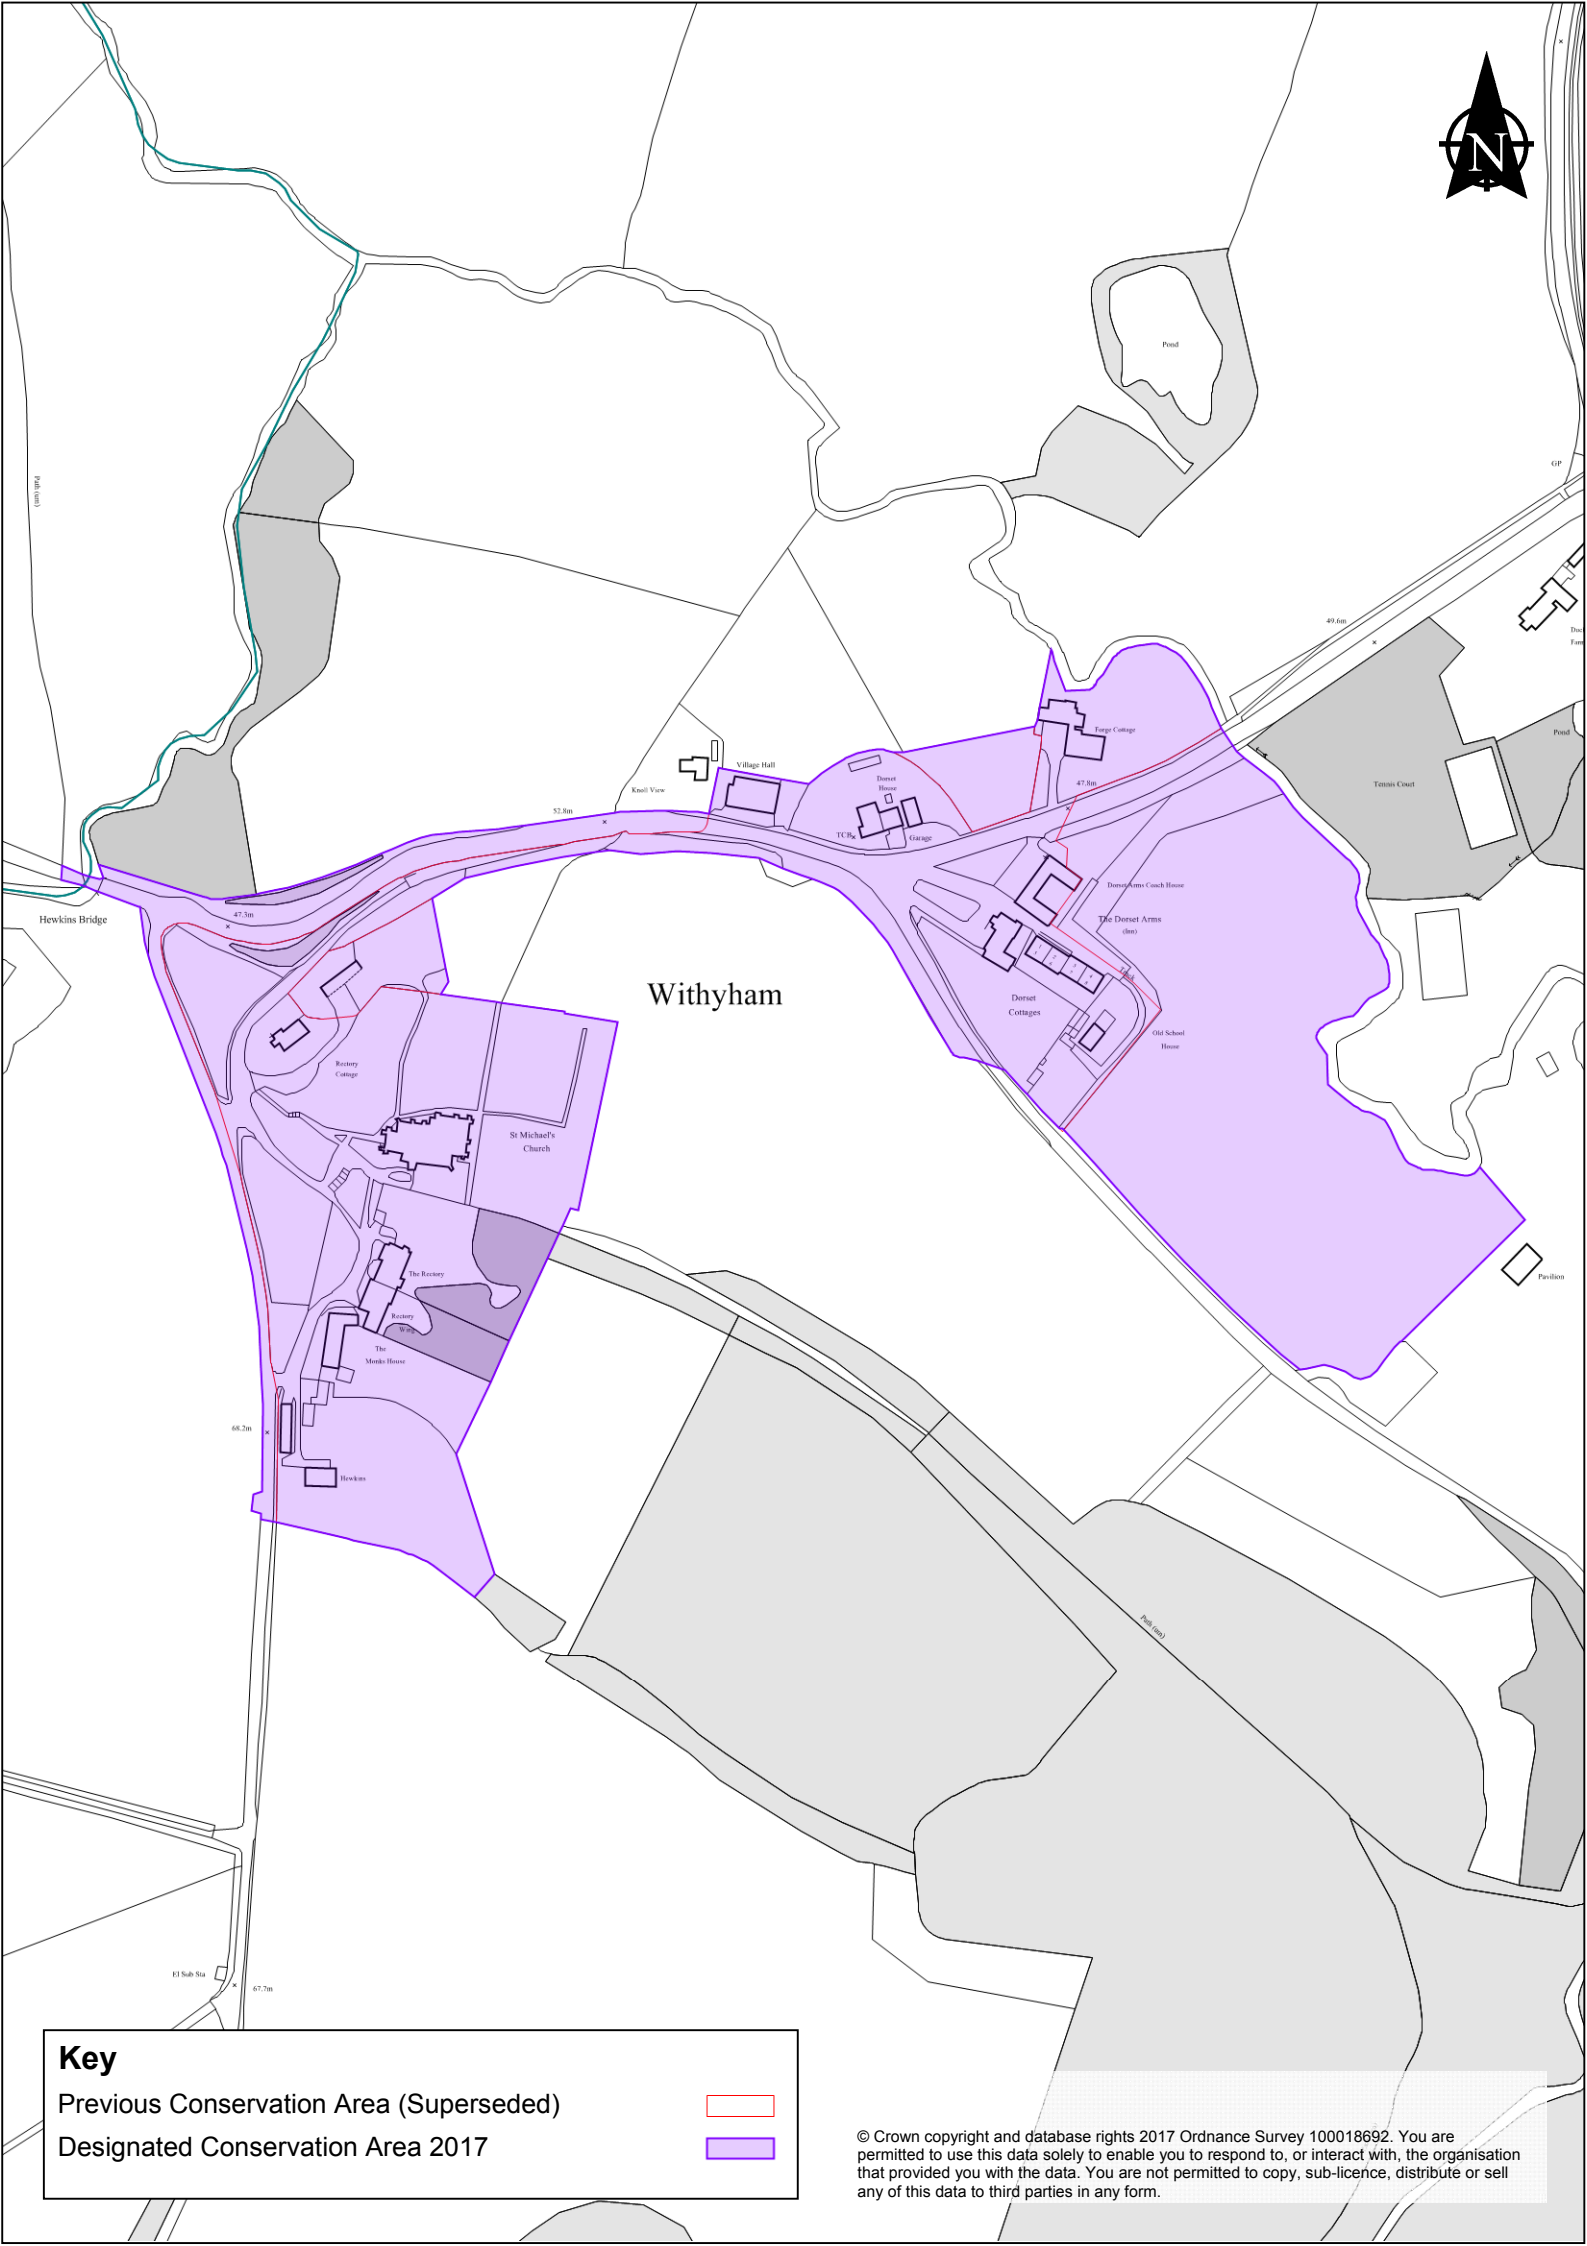 N
Pond
Path (um)
GP
49.6m
Pond
Forge Cottage
Village Hall
Dorset
House
47.8m
Tennis Court
Knoll View
52.8m
TCB
Garage
Dorset Arms Coach House
47.3m
Hewkins Bridge
The Dorset Arms
(Inn)
1
2
3
4
Track
Withyham
Dorset
Cottages
Old School
House
Rectory
Cottage
St Michael's
Church
The Rectory
Pavilion
Rectory
Wing
The
Monks House
68.2m
Hewkins
Path (um)
El Sub Sta
67.7m
Key
Previous Conservation Area (Superseded)
Designated Conservation Area 2017
© Crown copyright and database rights 2017 Ordnance Survey 100018692. You are
permitted to use this data solely to enable you to respond to, or interact with, the organisation
that provided you with the data. You are not permitted to copy, sub-licence, distribute or sell
any of this data to third parties in any form.